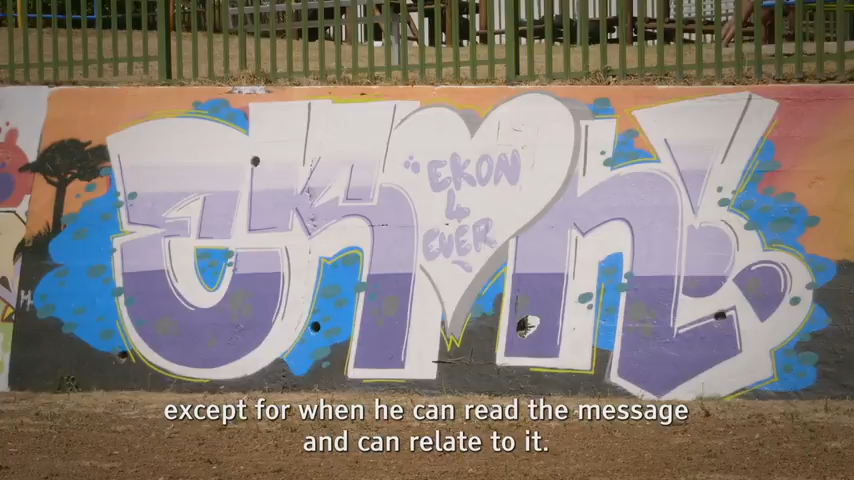 EKON
4
EVER
except for when he can read the message
and can relate to it.